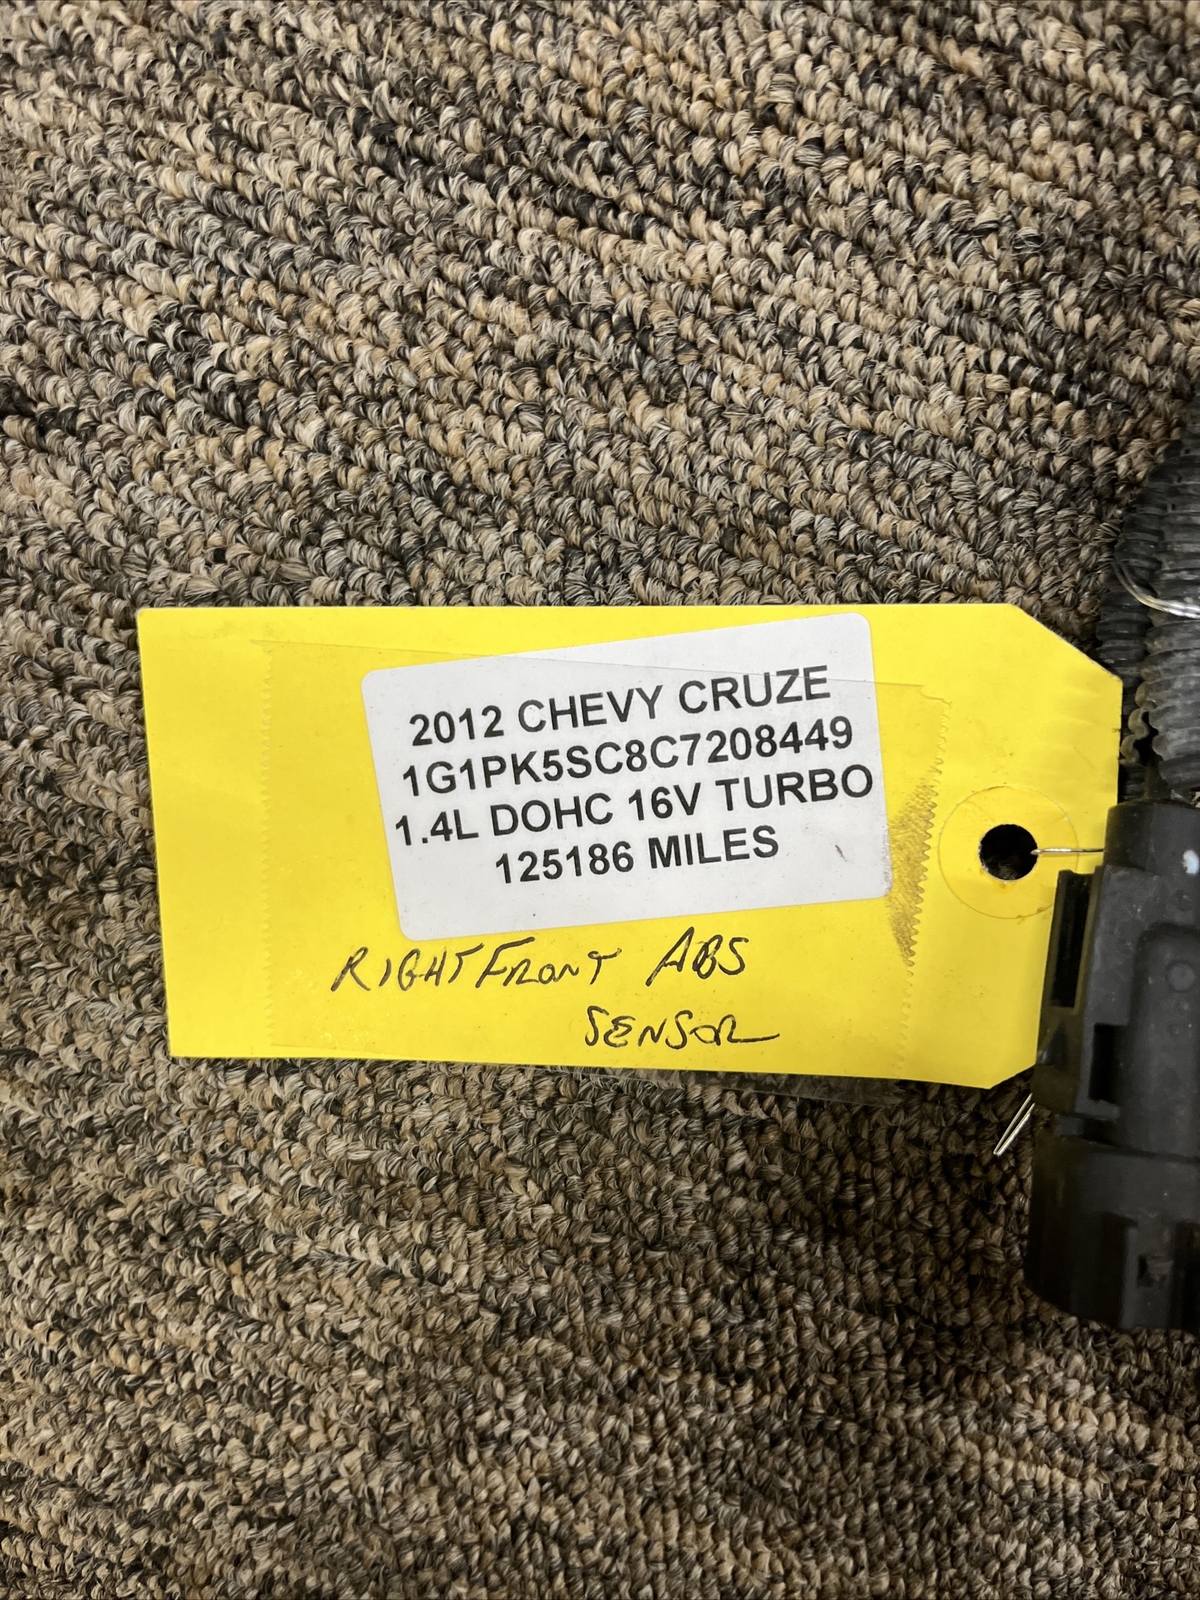 2012 CHEVY CRUZE
1G1PK5SC8C7208449
1.4L DOHC 16V TURBO
125186 MILES
RIGHT FRONT ABS
SENSOR